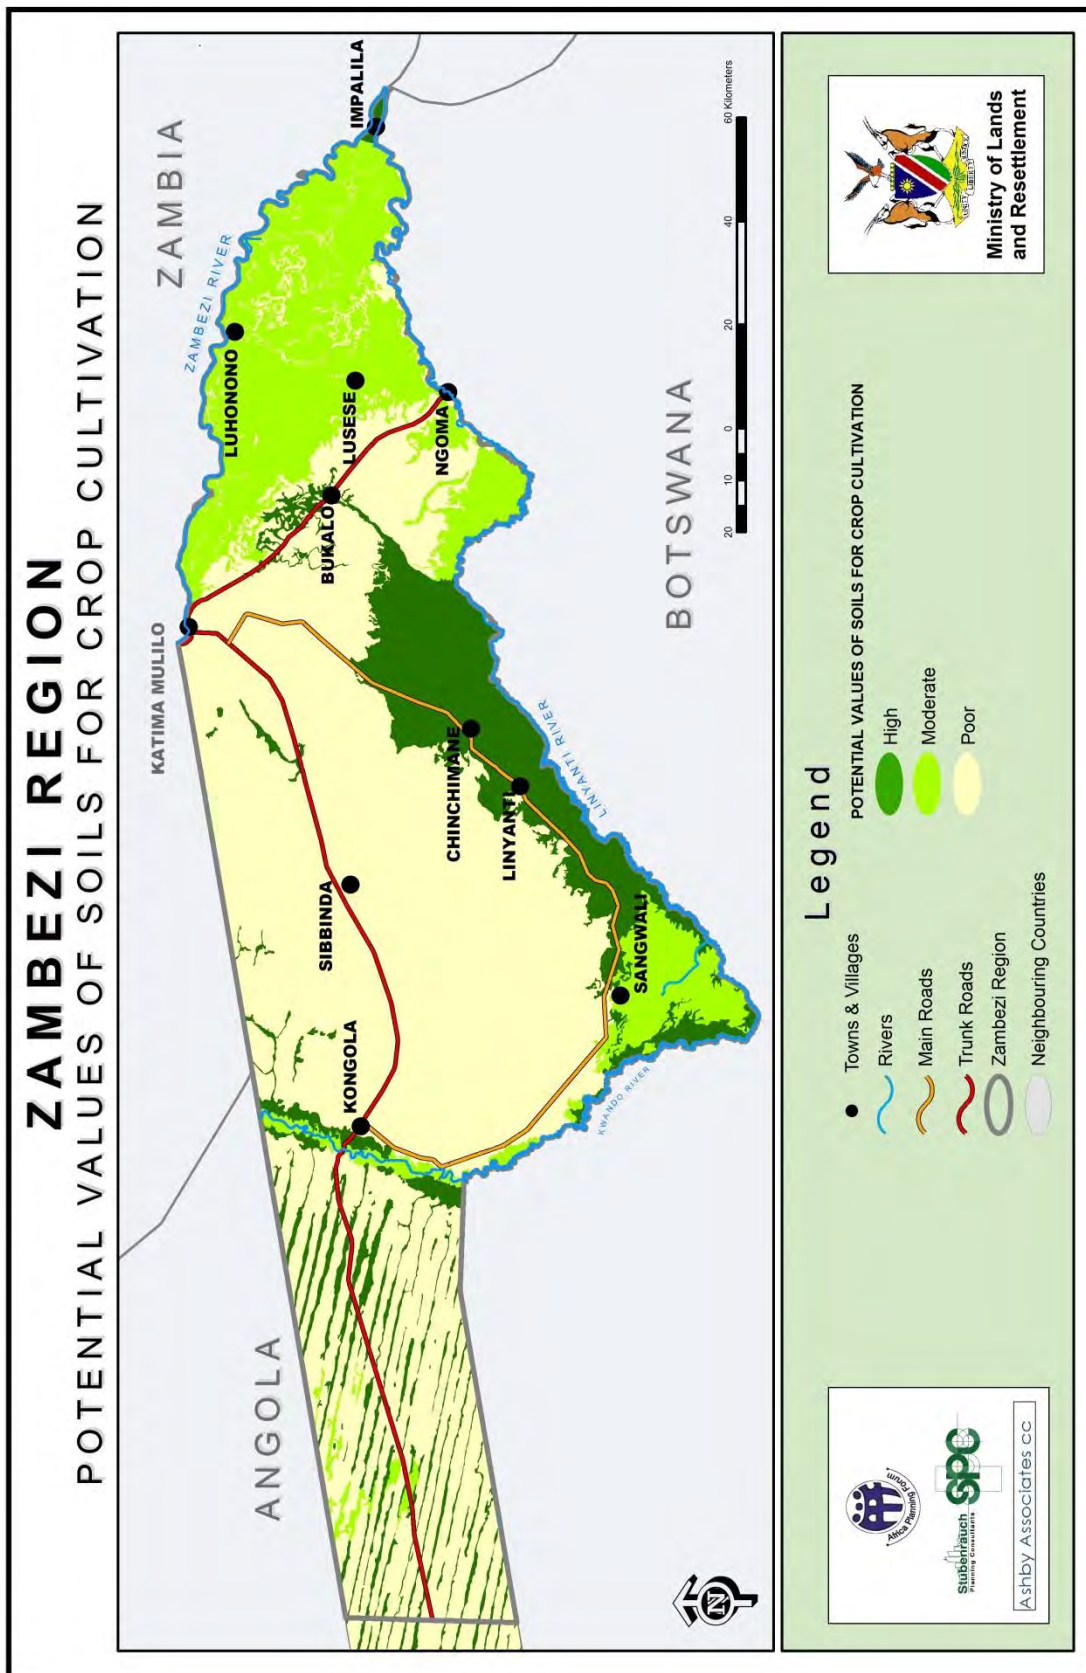 ZAMBEZI REGION
POTENTIAL VALUES OF SOILS FOR CROP CULTIVATION
ANGOLA
ZAMBIA
BOTSWANA
KATIMA MULILO
ZAMBEZI RIVER
LUHONONO
IMPALILA
LUSESE
NGOMA
BUKALO
SIBBINDA
KONGOLA
CHINCHIMANE
LINYANTI
LINYANTI RIVER
SANGWALI
KWANDO RIVER
N
20 10 0 20 40 60 Kilometers
Africa Planning Forum
Stubenrauch
Planning Consultants
SPC
Ashby Associates cc
Legend
Towns & Villages
Rivers
Main Roads
Trunk Roads
Zambezi Region
Neighbouring Countries
POTENTIAL VALUES OF SOILS FOR CROP CULTIVATION
High
Moderate
Poor
UNITY LIBERTY JUSTICE
Ministry of Lands
and Resettlement